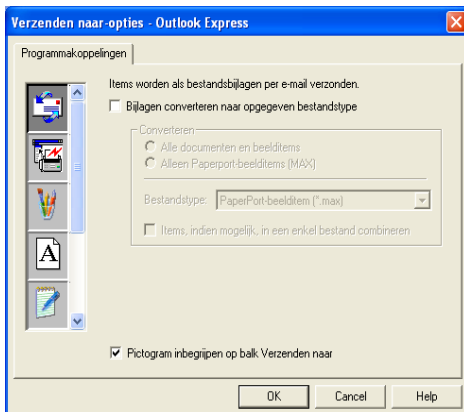 Verzenden naar-opties - Outlook Express
Programmakoppelingen
Items worden als bestandsbijlagen per e-mail verzonden.
Bijlagen converteren naar opgegeven bestandstype
Converteren
Alle documenten en beelditems
Alleen Paperport-beelditems (MAX)
Bestandstype: PaperPort-beelditem (*.max)
Items, indien mogelijk, in een enkel bestand combineren
A
Pictogram inbegrijpen op balk Verzenden naar
OK Cancel Help